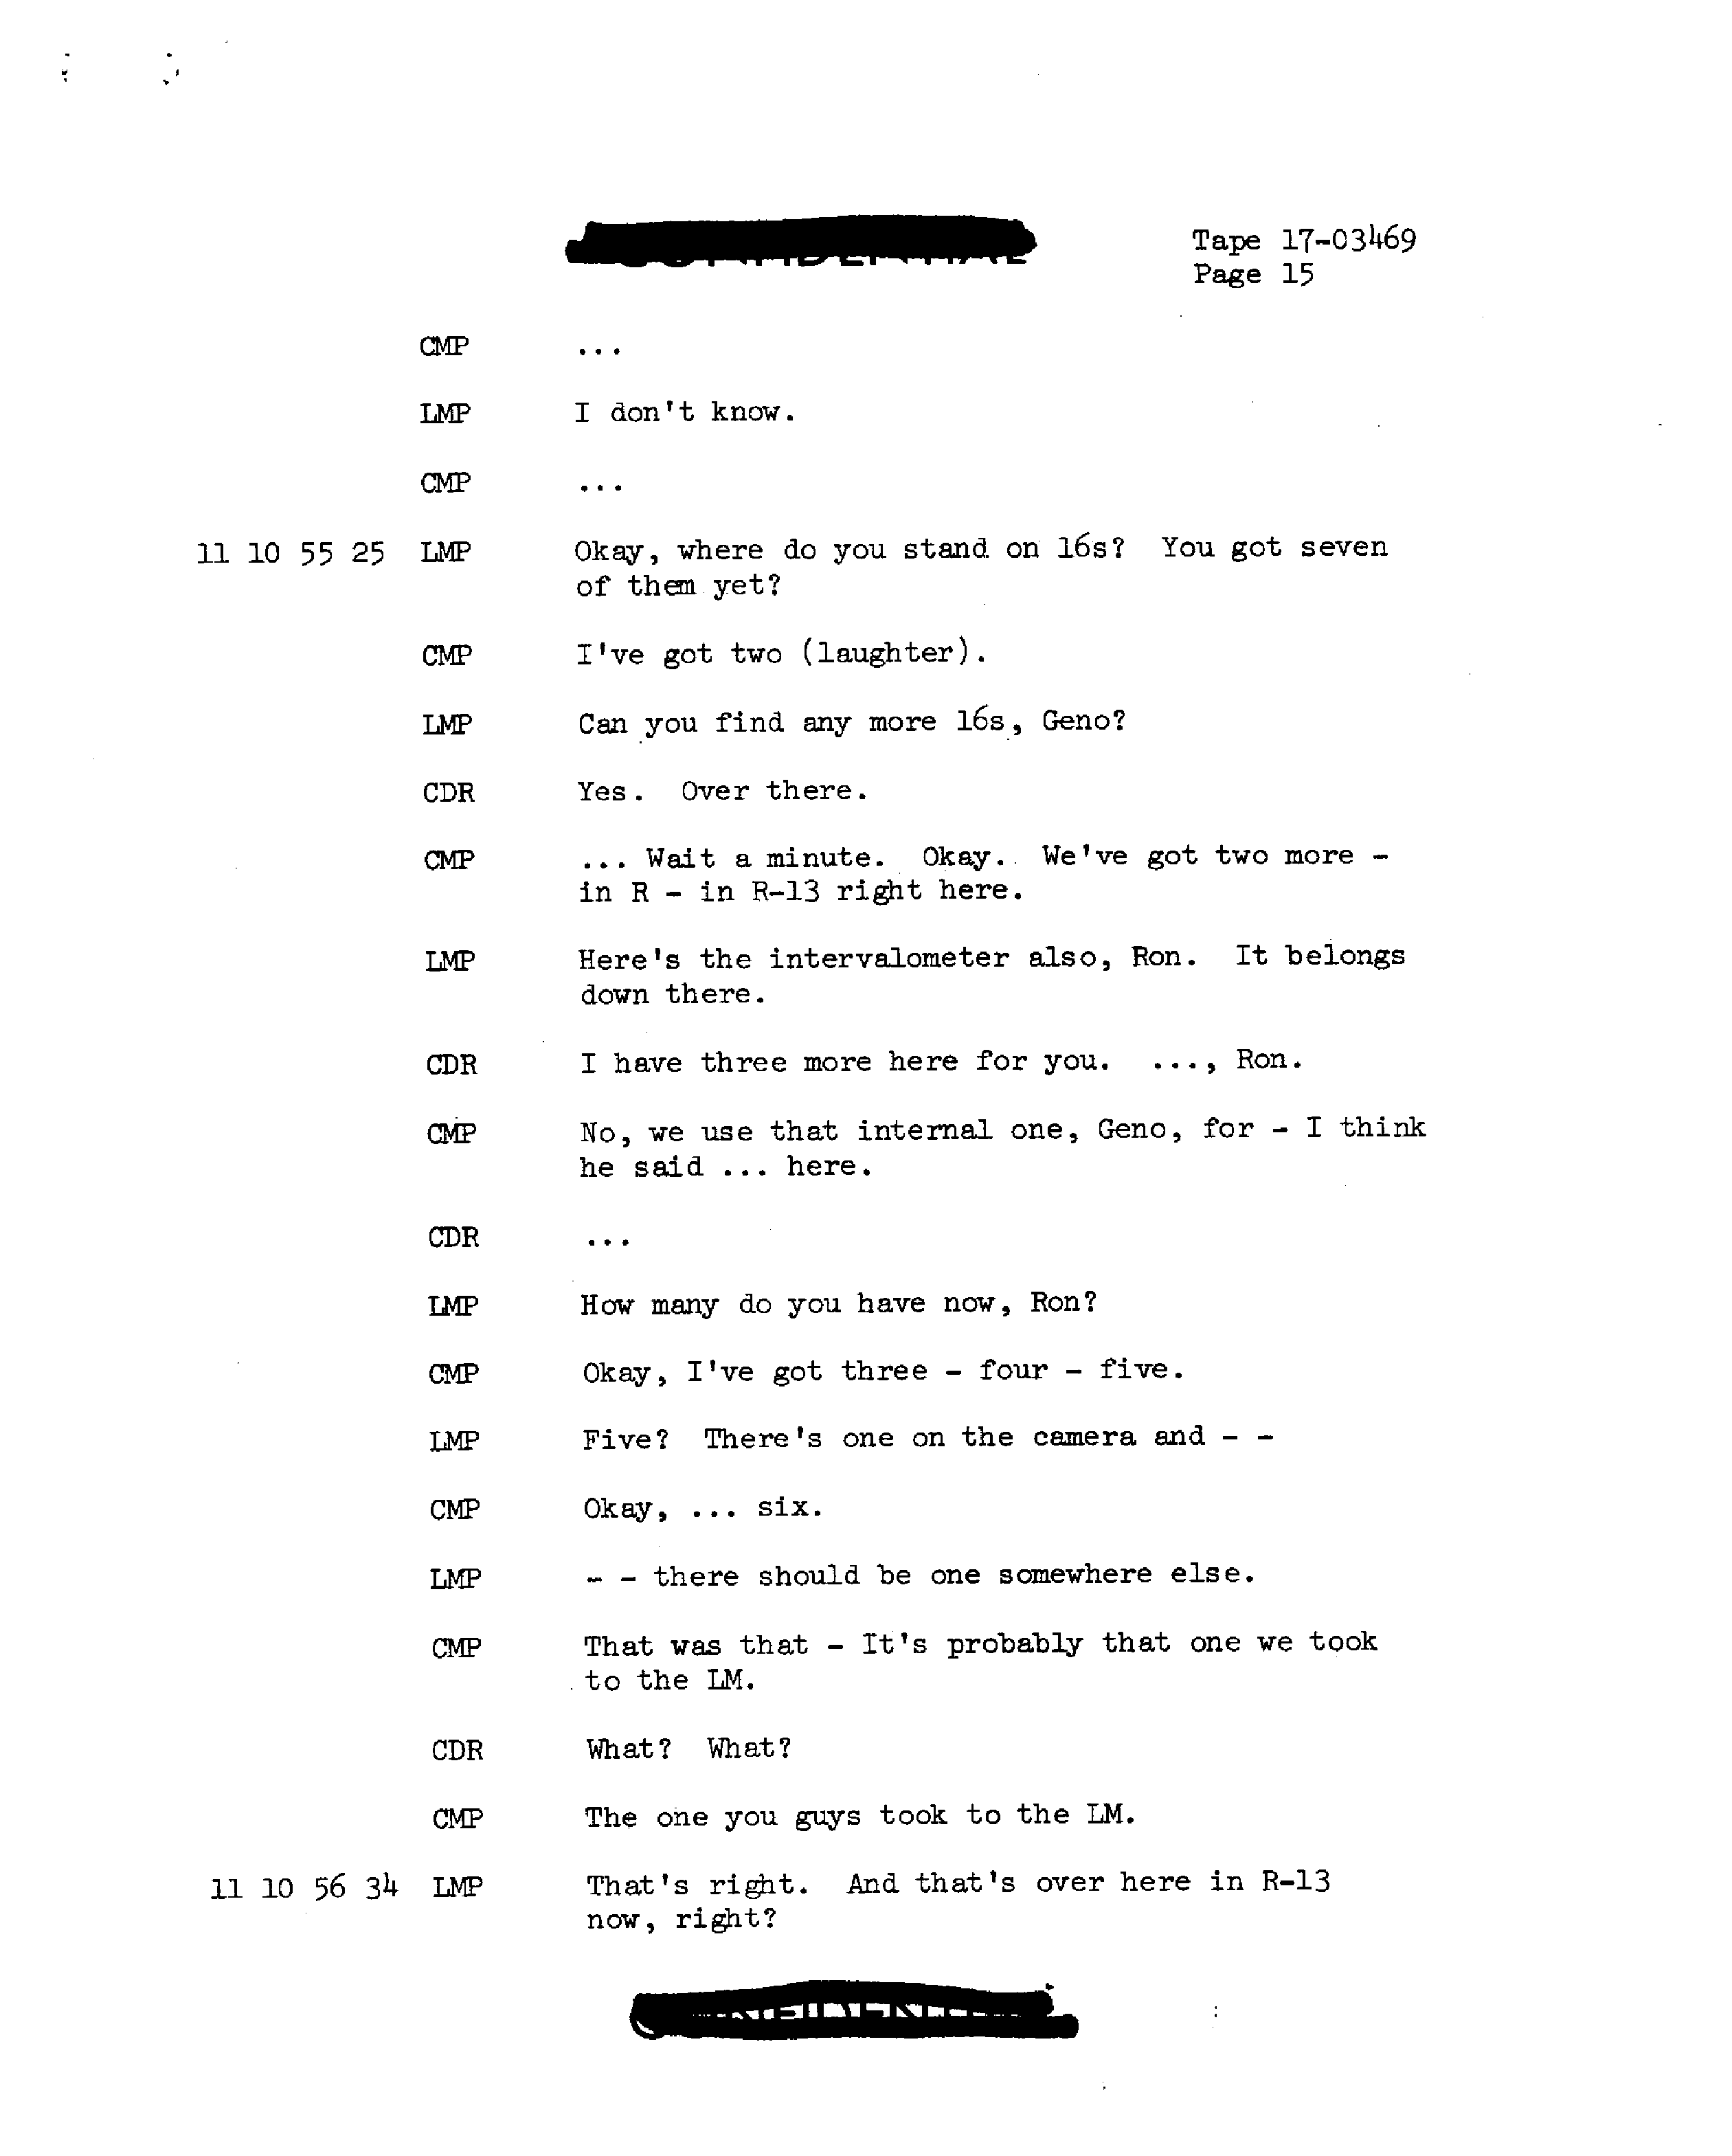 Tape 17-03469
Page 15
CMP ...
LMP I don't know.
CMP ...
11 10 55 25 LMP Okay, where do you stand on 16s? You got seven
of them yet?
CMP I've got two (laughter).
LMP Can you find any more 16s, Geno?
CDR Yes. Over there.
CMP ... Wait a minute. Okay. We've got two more -
in R - in R-13 right here.
LMP Here's the intervalometer also, Ron. It belongs
down there.
CDR I have three more here for you. ..., Ron.
CMP No, we use that internal one, Geno, for - I think
he said ... here.
CDR ...
LMP How many do you have now, Ron?
CMP Okay, I've got three - four - five.
LMP Five? There's one on the camera and - -
CMP Okay, ... six.
LMP - - there should be one somewhere else.
CMP That was that - It's probably that one we took
to the LM.
CDR What? What?
CMP The one you guys took to the LM.
11 10 56 34 LMP That's right. And that's over here in R-13
now, right?